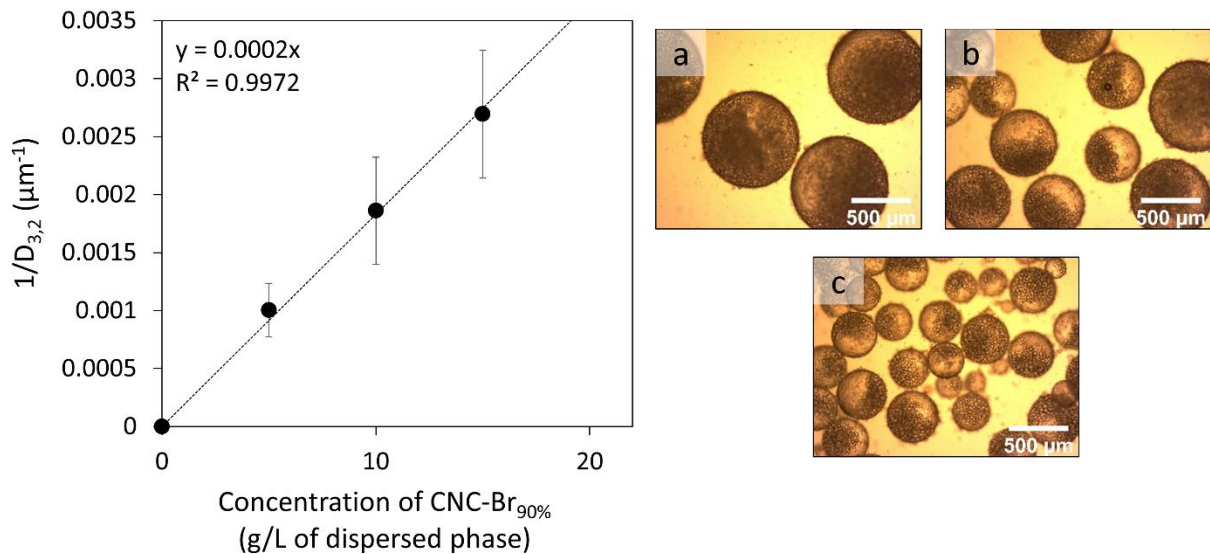 0.0035
0.003
0.0025
0.002
0.0015
0.001
0.0005
0
1/D3,2 (µm-1)
y = 0.0002x
R² = 0.9972
0 10 20
Concentration of CNC-Br90%
(g/L of dispersed phase)
a
500 µm
b
500 µm
c
500 µm